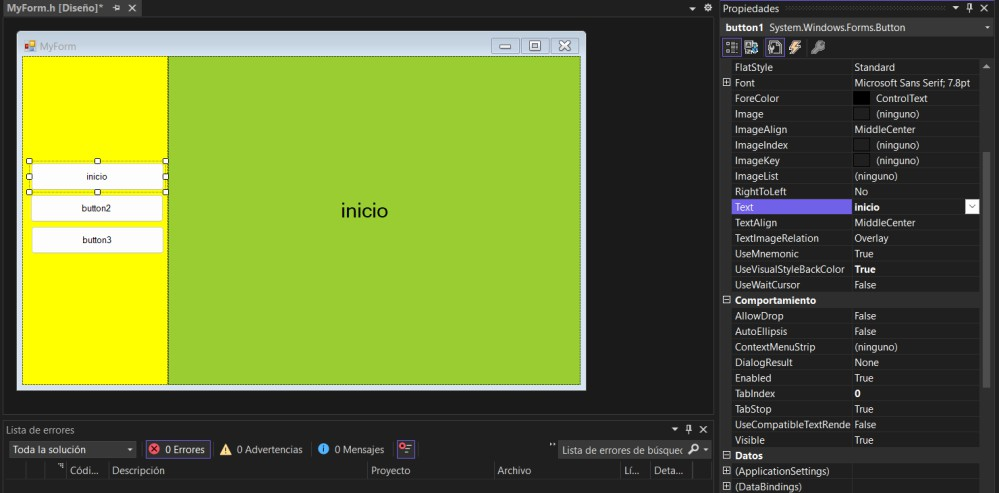 MyForm.h [Diseño]*
MyForm
inicio
button2
button3
inicio
Lista de errores
Toda la solución
0 Errores
0 Advertencias
0 Mensajes
Lista de errores de búsqued
Códi...
Descripción
Proyecto
Archivo
Lí...
Deta...
Propiedades
button1 System.Windows.Forms.Button
FlatStyle Standard
Font Microsoft Sans Serif; 7.8pt
ForeColor ControlText
Image (ninguno)
ImageAlign MiddleCenter
ImageIndex (ninguno)
ImageKey (ninguno)
ImageList (ninguno)
RightToLeft No
Text inicio
TextAlign MiddleCenter
TextImageRelation Overlay
UseMnemonic True
UseVisualStyleBackColor True
UseWaitCursor False
Comportamiento
AllowDrop False
AutoEllipsis False
ContextMenuStrip (ninguno)
DialogResult None
Enabled True
TabIndex 0
TabStop True
UseCompatibleTextRende False
Visible True
Datos
(ApplicationSettings)
(DataBindings)